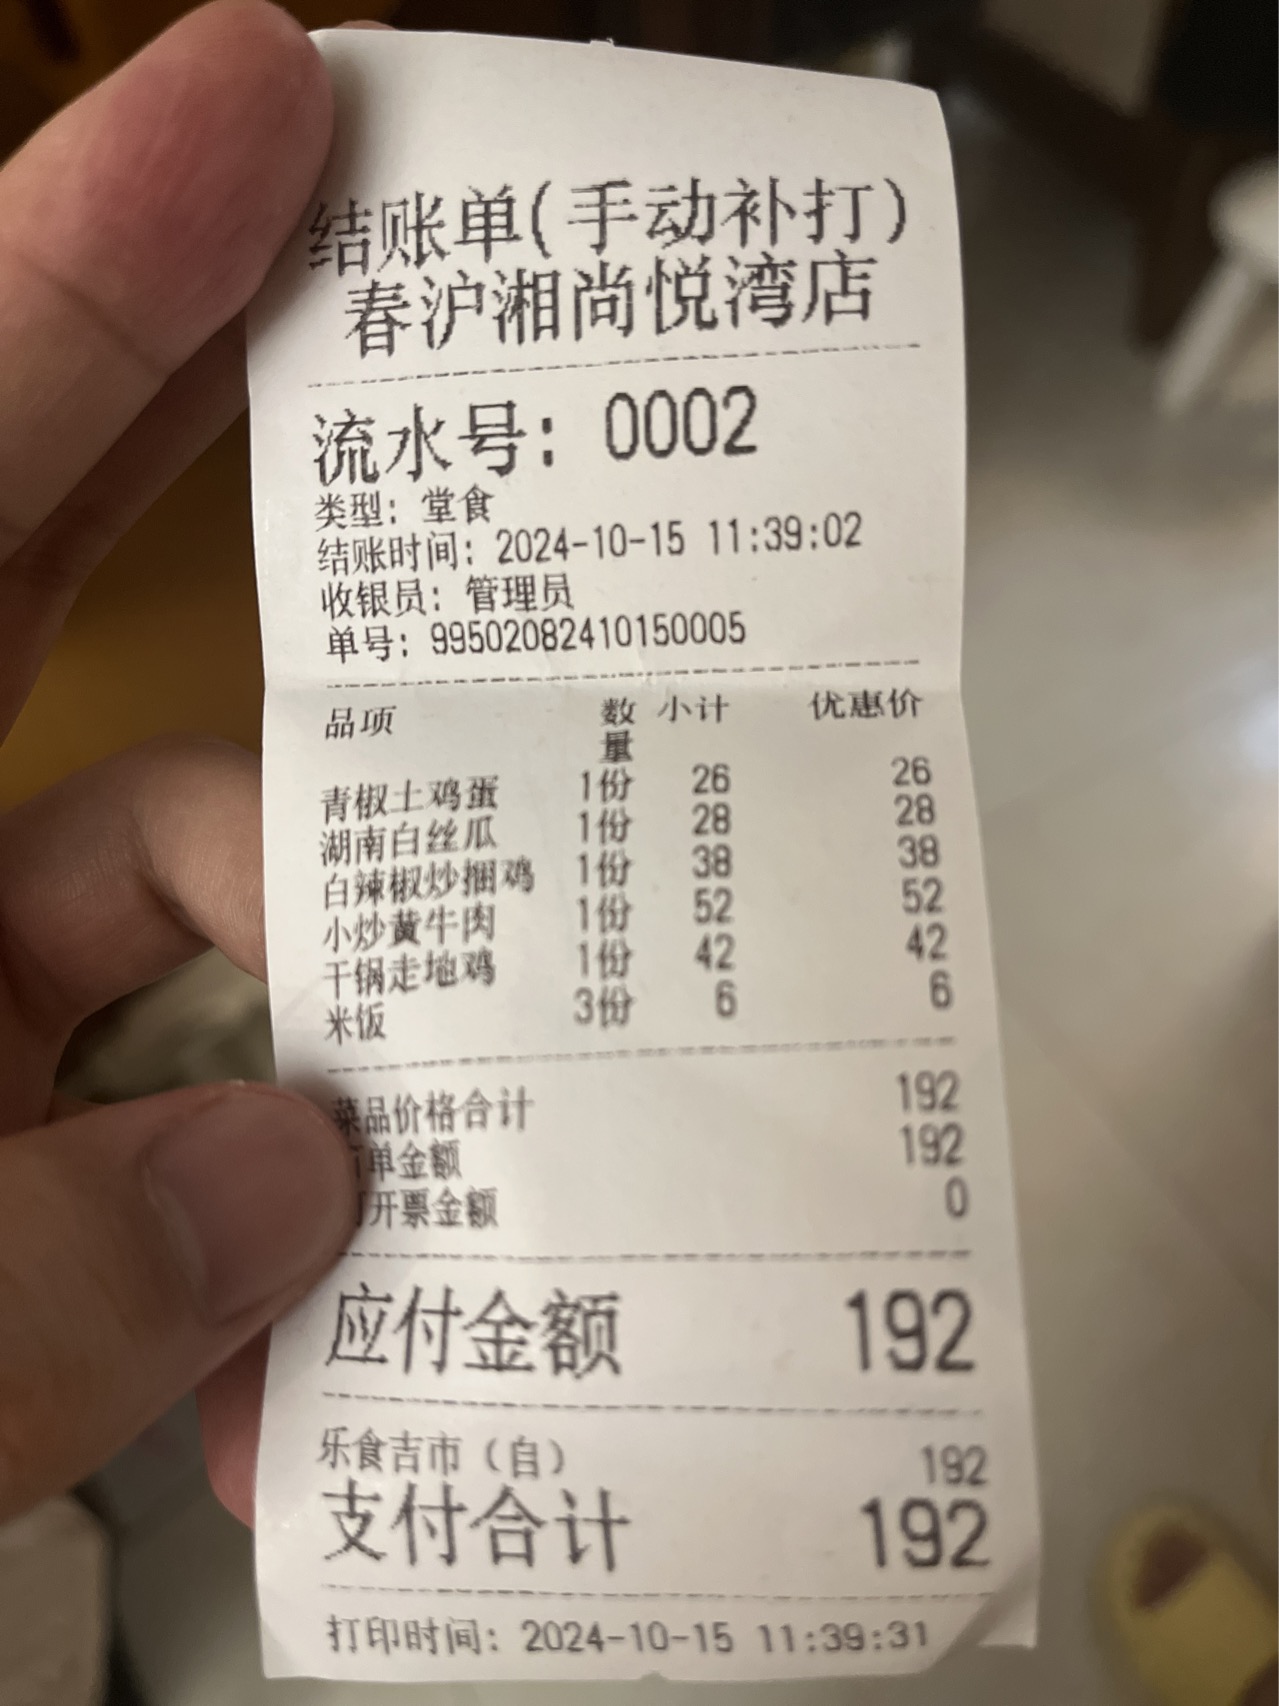 结账单(手动补打)
春沪湘尚悦湾店
流水号: 0002
类型: 堂食
结账时间: 2024-10-15 11:39:02
收银员: 管理员
单号: 99502082410150005
品项 数量 小计 优惠价
青椒土鸡蛋 1份 26 26
湖南白丝瓜 1份 28 28
白辣椒炒捆鸡 1份 38 38
小炒黄牛肉 1份 52 52
干锅走地鸡 1份 42 42
米饭 3份 6 6
菜品价格合计 192
单金额 192
开票金额 0
应付金额 192
乐食吉市（自） 192
支付合计 192
打印时间: 2024-10-15 11:39:31